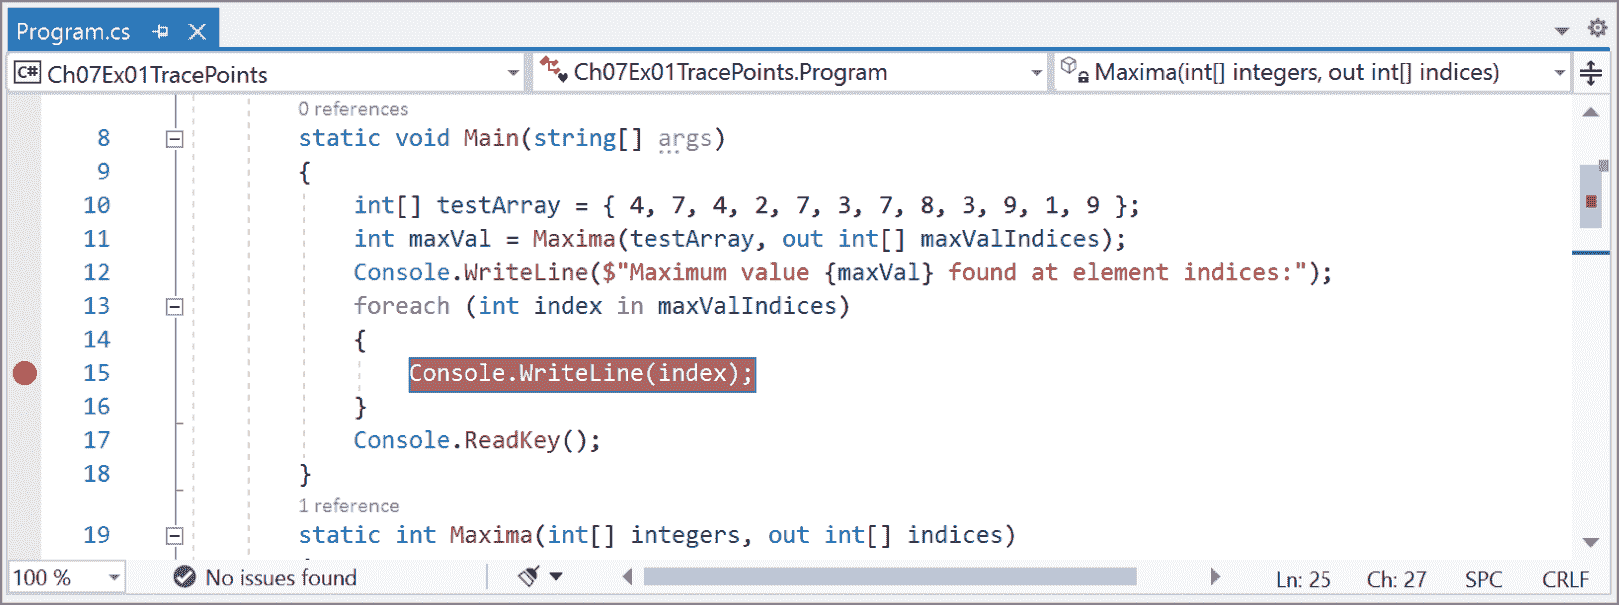 Program.cs
C# Ch07Ex01TracePoints Ch07Ex01TracePoints.Program Maxima(int[] integers, out int[] indices)
0 references
8 static void Main(string[] args)
9 {
10 int[] testArray = { 4, 7, 4, 2, 7, 3, 7, 8, 3, 9, 1, 9 };
11 int maxVal = Maxima(testArray, out int[] maxValIndices);
12 Console.WriteLine($"Maximum value {maxVal} found at element indices:");
13 foreach (int index in maxValIndices)
14 {
15 Console.WriteLine(index);
16 }
17 Console.ReadKey();
18 }
1 reference
19 static int Maxima(int[] integers, out int[] indices)
100 % No issues found Ln: 25 Ch: 27 SPC CRLF